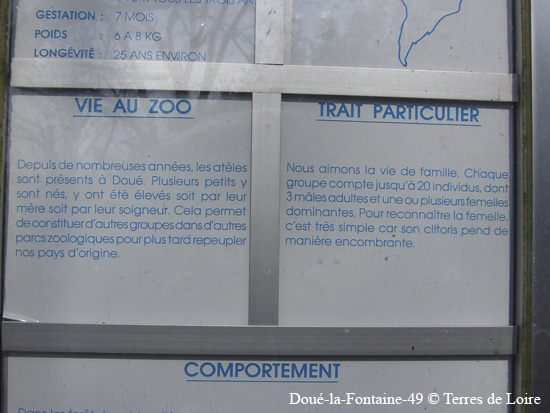 GESTATION : 7 MOIS
POIDS : 6 A 8 KG
LONGÉVITÉ : 25 ANS ENVIRON
VIE AU ZOO
Depuis de nombreuses années, les atèles
sont présents à Doué. Plusieurs petits y
sont nés, y ont été élevés soit par leur
mère soit par leur soigneur. Cela permet
de constituer d'autres groupes dans d'autres
parcs zoologiques pour plus tard repeupler
nos pays d'origine.
TRAIT PARTICULIER
Nous aimons la vie de famille. Chaque
groupe compte jusqu'à 20 individus, dont
3 mâles adultes et une ou plusieurs femelles
dominantes. Pour reconnaître la femelle,
c'est très simple car son clitoris pend de
manière encombrante.
COMPORTEMENT
Doué-la-Fontaine-49 © Terres de Loire